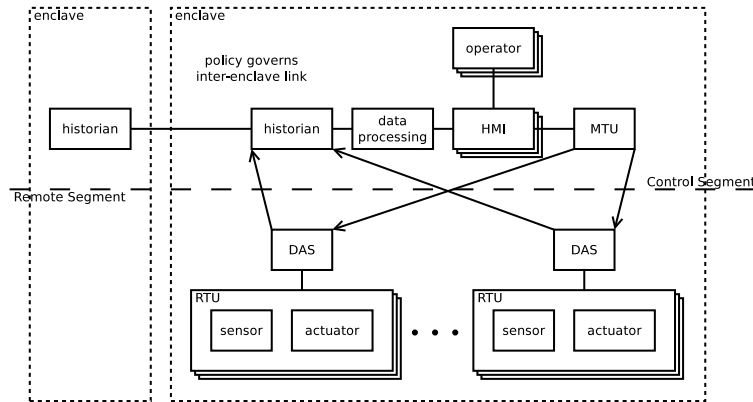 enclave
enclave
policy governs
inter-enclave link
operator
historian
historian
data
processing
HMI
MTU
Remote Segment
Control Segment
DAS
DAS
RTU
sensor
actuator
RTU
sensor
actuator